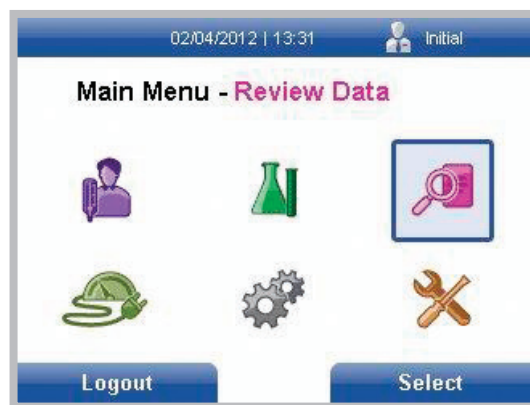 02/04/2012 | 13:31 Initial
Main Menu - Review Data
Logout Select